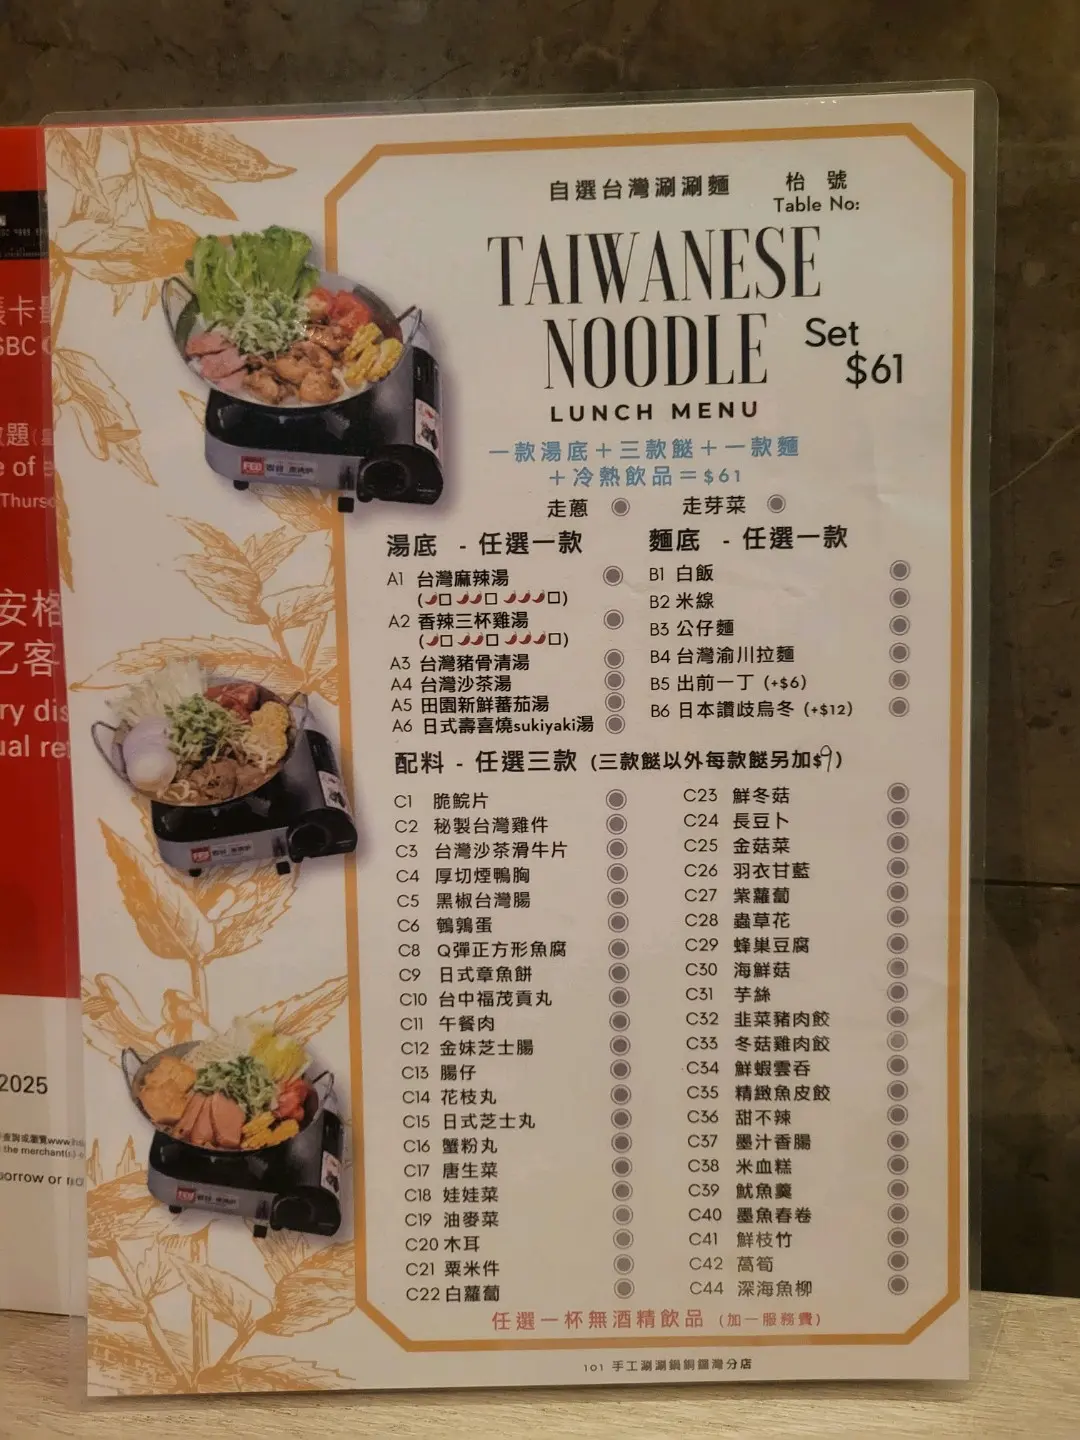 自選台灣涮涮麵
枱 號
Table No:
TAIWANESE
NOODLE
Set
$61
LUNCH MENU
一款湯底＋三款餸＋一款麵
＋冷熱飲品＝$61
走蔥
走芽菜
湯底 - 任選一款
A1 台灣麻辣湯
A2 香辣三杯雞湯
A3 台灣豬骨清湯
A4 台灣沙茶湯
A5 田園新鮮蕃茄湯
A6 日式壽喜燒sukiyaki湯
麵底 - 任選一款
B1 白飯
B2 米線
B3 公仔麵
B4 台灣渝川拉麵
B5 出前一丁 (+$6)
B6 日本讚歧烏冬 (+$12)
配料 - 任選三款 (三款餸以外每款餸另加$9)
C1 脆鯇片
C2 秘製台灣雞件
C3 台灣沙茶滑牛片
C4 厚切煙鴨胸
C5 黑椒台灣腸
C6 鵪鶉蛋
C8 Q彈正方形魚腐
C9 日式章魚餅
C10 台中福茂貢丸
C11 午餐肉
C12 金妹芝士腸
C13 腸仔
C14 花枝丸
C15 日式芝士丸
C16 蟹粉丸
C17 唐生菜
C18 娃娃菜
C19 油麥菜
C20 木耳
C21 粟米件
C22 白蘿蔔
C23 鮮冬菇
C24 長豆卜
C25 金菇菜
C26 羽衣甘藍
C27 紫蘿蔔
C28 蟲草花
C29 蜂巢豆腐
C30 海鮮菇
C31 芋絲
C32 韭菜豬肉餃
C33 冬菇雞肉餃
C34 鮮蝦雲吞
C35 精緻魚皮餃
C36 甜不辣
C37 墨汁香腸
C38 米血糕
C39 魷魚羹
C40 墨魚春卷
C41 鮮枝竹
C42 萵筍
C44 深海魚柳
任選一杯無酒精飲品 (加一服務費)
101 手工涮涮鍋銅鑼灣分店
卡
SBC
題
e of
Thurs
安格
乙客
ry dis
ual re
2025
the merchant(s)
orrow or no